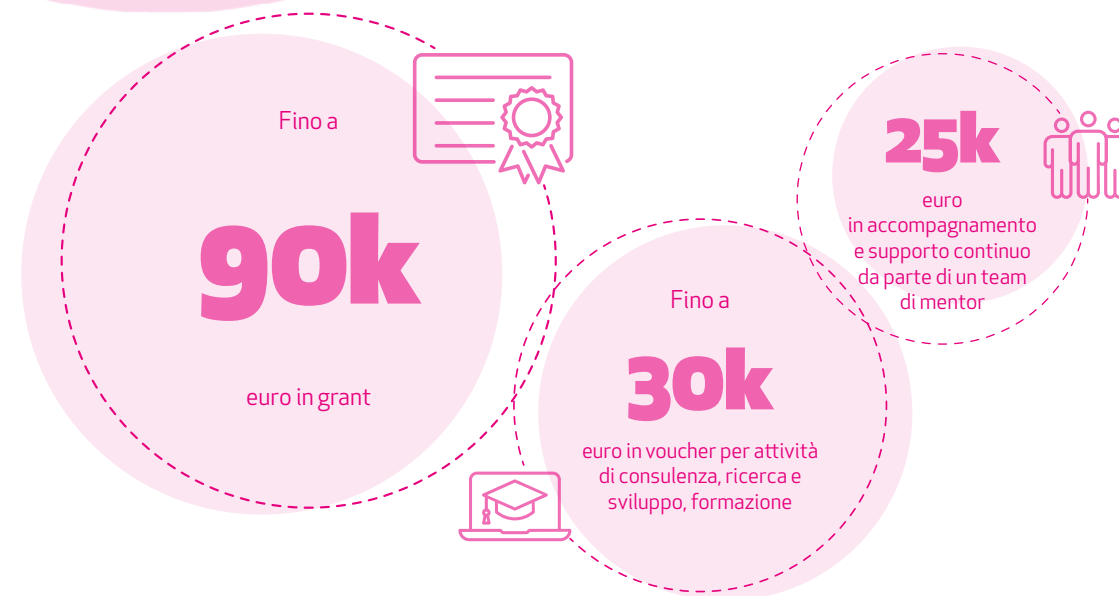 Fino a
90k
euro in grant
Fino a
30k
euro in voucher per attività
di consulenza, ricerca e
sviluppo, formazione
25k
euro
in accompagnamento
e supporto continuo
da parte di un team
di mentor